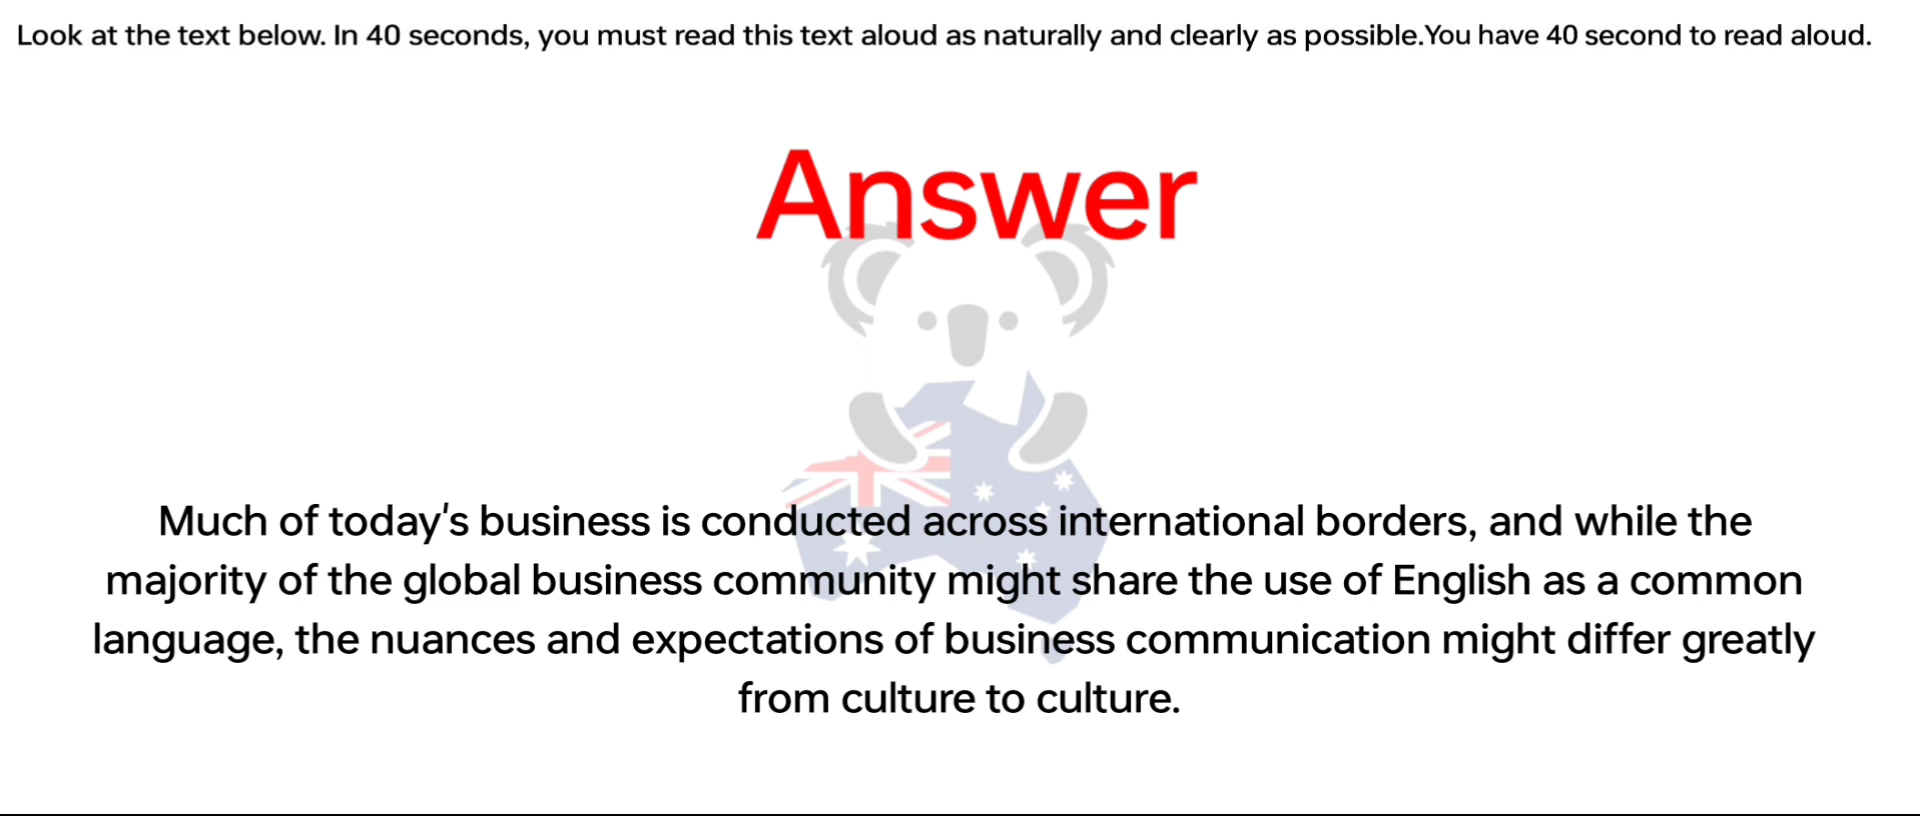 Look at the text below. In 40 seconds, you must read this text aloud as naturally and clearly as possible.You have 40 second to read aloud.
Answer
Much of today's business is conducted across international borders, and while the
majority of the global business community might share the use of English as a common
language, the nuances and expectations of business communication might differ greatly
from culture to culture.